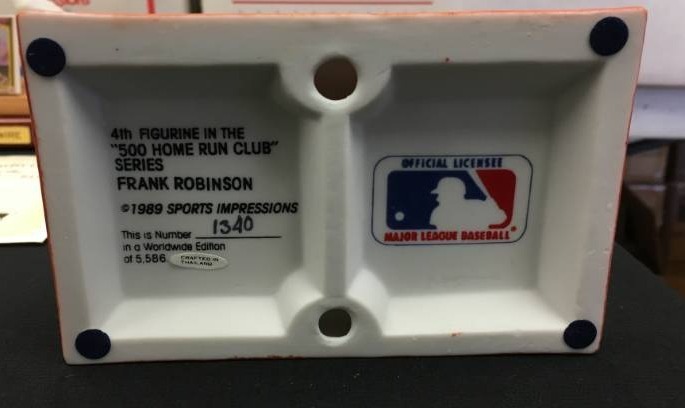 4th FIGURINE IN THE
"500 HOME RUN CLUB"
SERIES
FRANK ROBINSON
©1989 SPORTS IMPRESSIONS
This is Number 1340
in a Worldwide Edition
of 5,586
CRAFTED IN
THAILAND
OFFICIAL LICENSEE
MAJOR LEAGUE BASEBALL